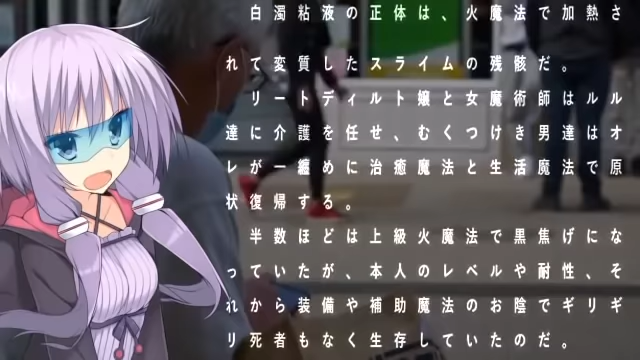 白濁粘液の正体は、火魔法で加熱さ
れて変質したスライムの残骸だ。
リートディルト嬢と女魔術師はルル
達に介護を任せ、むくつけき男達はオ
レが一纏めに治癒魔法と生活魔法で原
状復帰する。
半数ほどは上級火魔法で黒焦げにな
っていたが、本人のレベルや耐性、そ
れから装備や補助魔法のお陰でギリギ
リ死者もなく生存していたのだ。